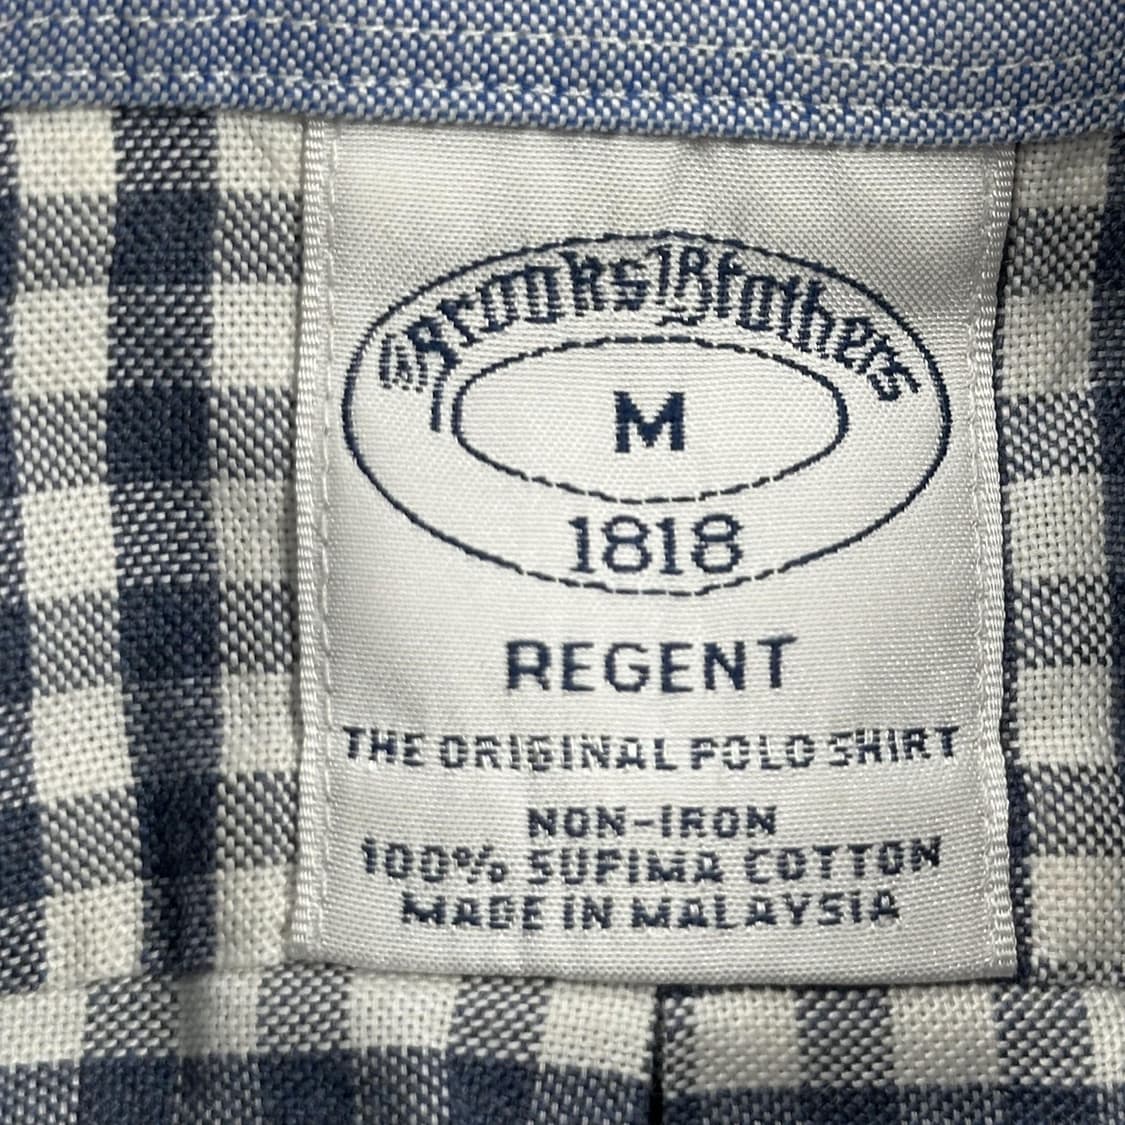 Brooks Brothers
M
1818
REGENT
THE ORIGINAL POLO SHIRT
NON-IRON
100% SUPIMA COTTON
MADE IN MALAYSIA